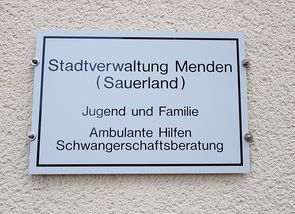 Stadtverwaltung Menden
(Sauerland)
Jugend und Familie
Ambulante Hilfen
Schwangerschaftsberatung